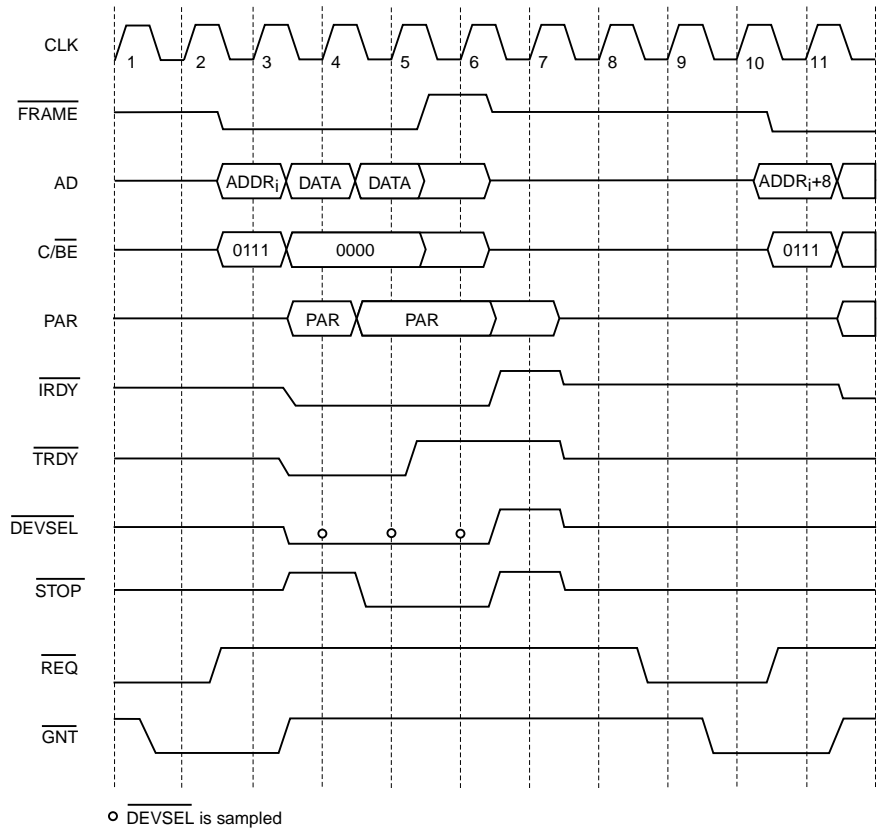 CLK
1 2 3 4 5 6 7 8 9 10 11
FRAME
AD
ADDRi DATA DATA ADDRi+8
C/BE
0111 0000 0111
PAR
PAR PAR
IRDY
TRDY
DEVSEL
STOP
REQ
GNT
DEVSEL is sampled